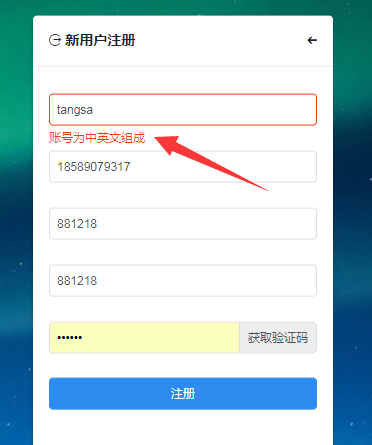 新用户注册
tangsa
账号为中英文组成
18589079317
881218
881218
••••••
获取验证码
注册